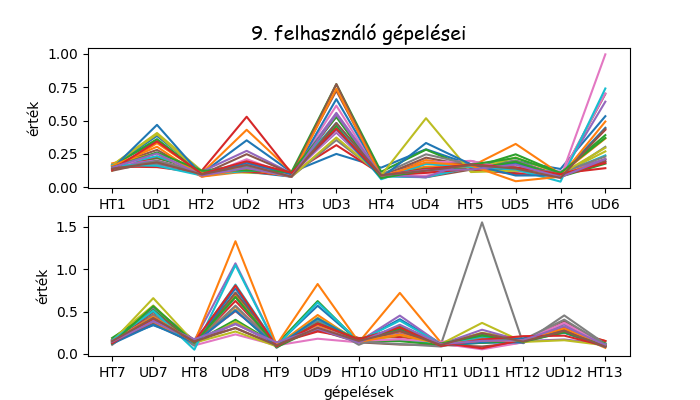 9. felhasználó gépelései
érték
1.00
0.75
0.50
0.25
0.00
HT1 UD1 HT2 UD2 HT3 UD3 HT4 UD4 HT5 UD5 HT6 UD6
érték
1.5
1.0
0.5
0.0
HT7 UD7 HT8 UD8 HT9 UD9 HT10 UD10 HT11 UD11 HT12 UD12 HT13
gépelések